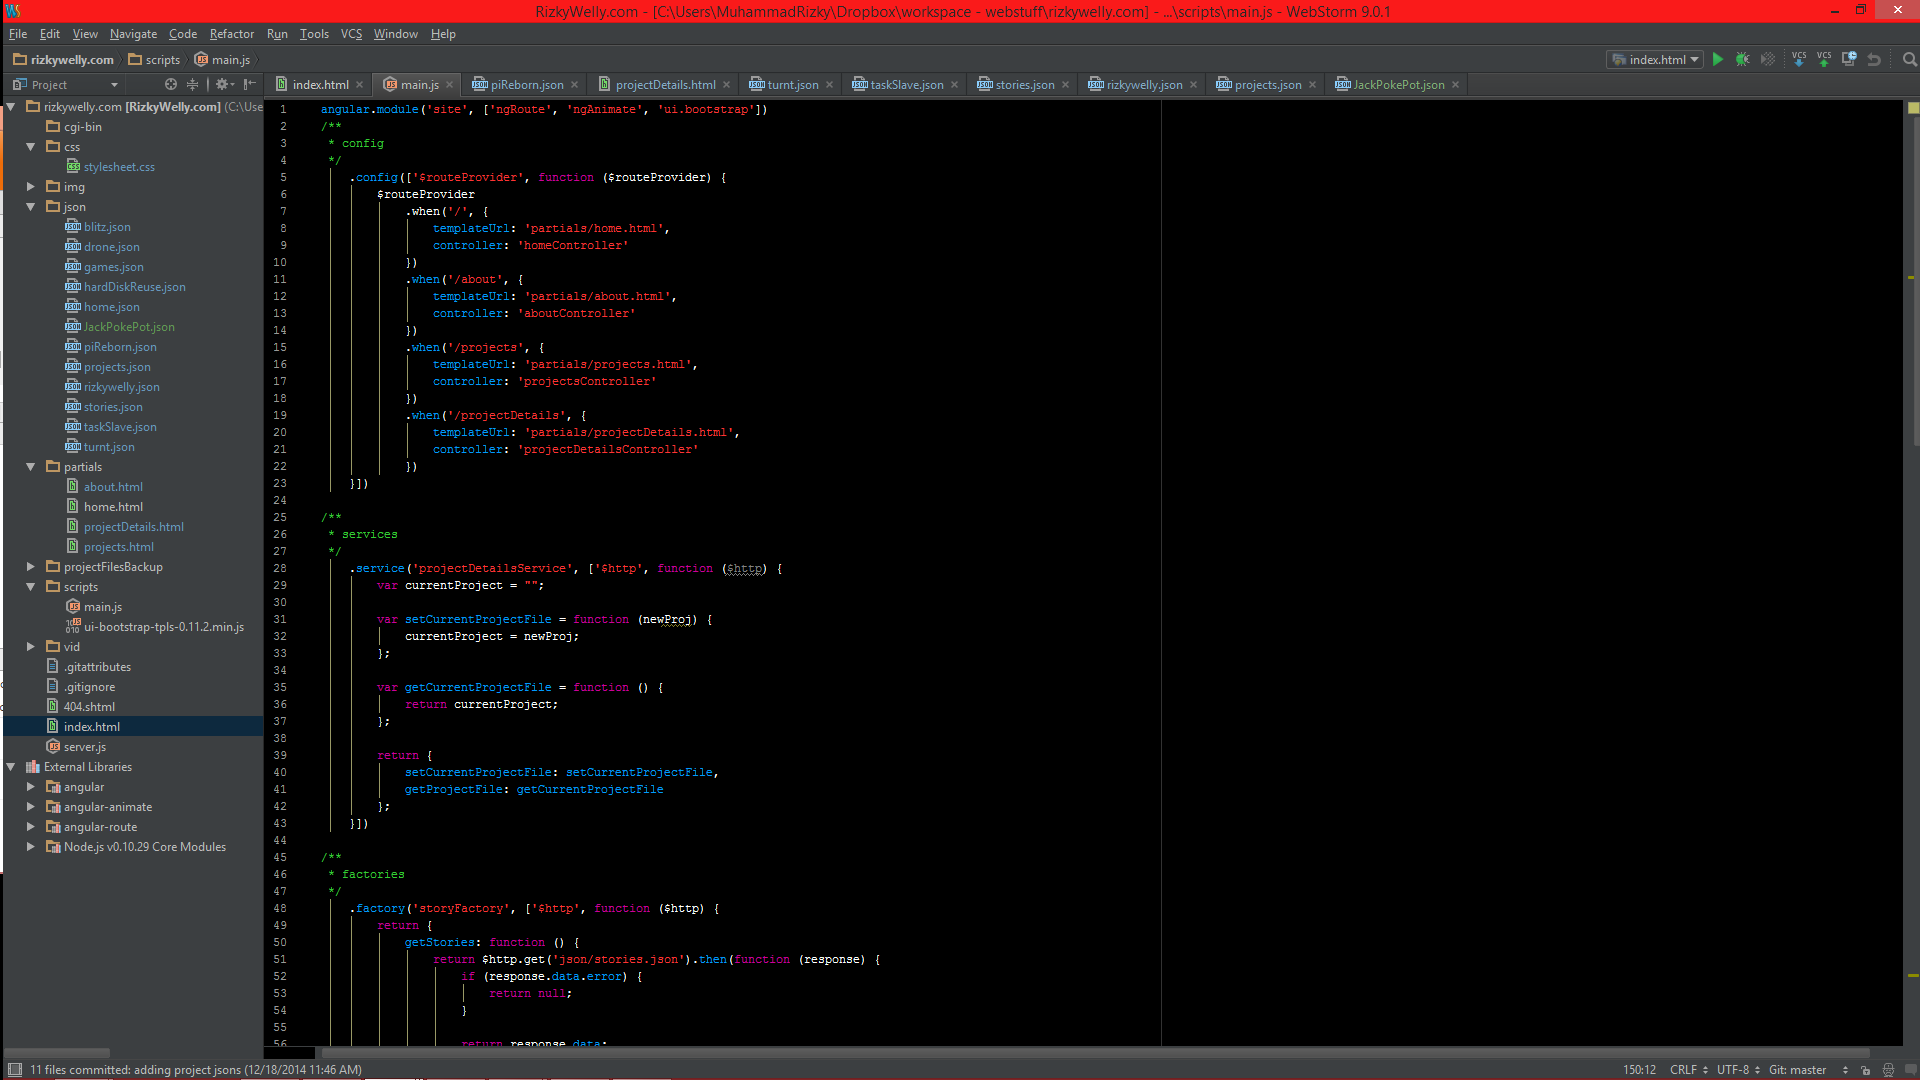 RizkyWelly.com - [C:\Users\MuhammadRizky\Dropbox\workspace - webstuff\rizkywelly.com] - ...\scripts\main.js - WebStorm 9.0.1
File Edit View Navigate Code Refactor Run Tools VCS Window Help
rizkywelly.com scripts main.js index.html
Project
index.html main.js piReborn.json projectDetails.html turnt.json taskSlave.json stories.json rizkywelly.json projects.json JackPokePot.json
rizkywelly.com [RizkyWelly.com] (C:\Use
cgi-bin
css
stylesheet.css
img
json
blitz.json
drone.json
games.json
hardDiskReuse.json
home.json
JackPokePot.json
piReborn.json
projects.json
rizkywelly.json
stories.json
taskSlave.json
turnt.json
partials
about.html
home.html
projectDetails.html
projects.html
projectFilesBackup
scripts
main.js
ui-bootstrap-tpls-0.11.2.min.js
vid
.gitattributes
.gitignore
404.shtml
index.html
server.js
External Libraries
angular
angular-animate
angular-route
Node.js v0.10.29 Core Modules
1 angular.module('site', ['ngRoute', 'ngAnimate', 'ui.bootstrap'])
2 /**
3 * config
4 */
5 .config(['$routeProvider', function ($routeProvider) {
6 $routeProvider
7 .when('/', {
8 templateUrl: 'partials/home.html',
9 controller: 'homeController'
10 })
11 .when('/about', {
12 templateUrl: 'partials/about.html',
13 controller: 'aboutController'
14 })
15 .when('/projects', {
16 templateUrl: 'partials/projects.html',
17 controller: 'projectsController'
18 })
19 .when('/projectDetails', {
20 templateUrl: 'partials/projectDetails.html',
21 controller: 'projectDetailsController'
22 })
23 }])
24
25 /**
26 * services
27 */
28 .service('projectDetailsService', ['$http', function ($http) {
29 var currentProject = "";
30
31 var setCurrentProjectFile = function (newProj) {
32 currentProject = newProj;
33 };
34
35 var getCurrentProjectFile = function () {
36 return currentProject;
37 };
38
39 return {
40 setCurrentProjectFile: setCurrentProjectFile,
41 getProjectFile: getCurrentProjectFile
42 };
43 }])
44
45 /**
46 * factories
47 */
48 .factory('storyFactory', ['$http', function ($http) {
49 return {
50 getStories: function () {
51 return $http.get('json/stories.json').then(function (response) {
52 if (response.data.error) {
53 return null;
54 }
55
56 return response.data;
11 files committed: adding project jsons (12/18/2014 11:46 AM)
150:12 CRLF UTF-8 Git: master